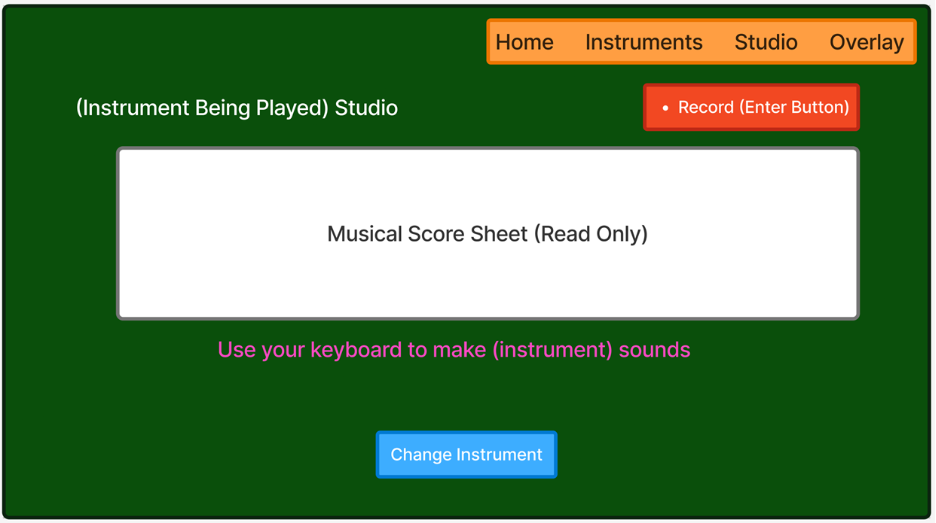 Home Instruments Studio Overlay
(Instrument Being Played) Studio
• Record (Enter Button)
Musical Score Sheet (Read Only)
Use your keyboard to make (instrument) sounds
Change Instrument